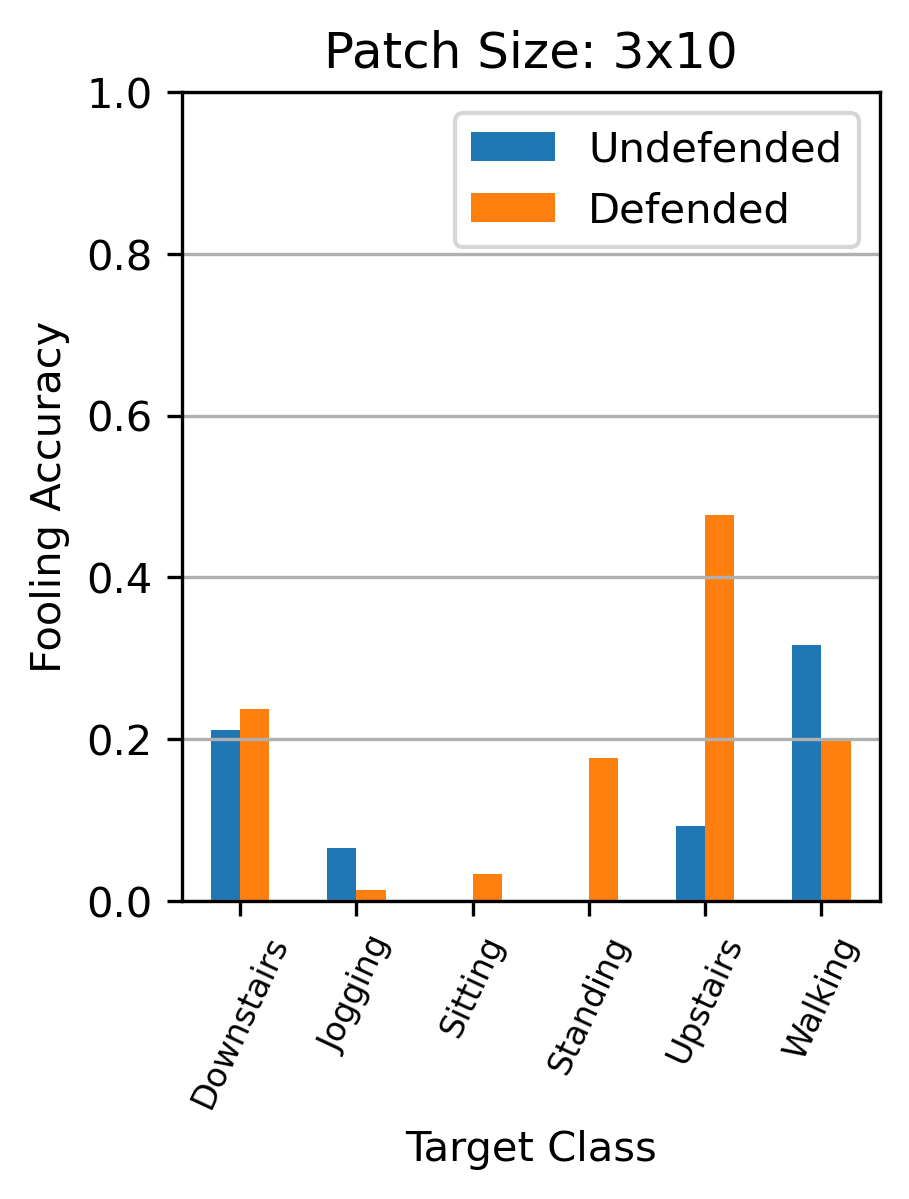 Patch Size: 3x10
Undefended
Defended
1.0
0.8
0.6
0.4
0.2
0.0
Fooling Accuracy
Downstairs
Jogging
Sitting
Standing
Upstairs
Walking
Target Class